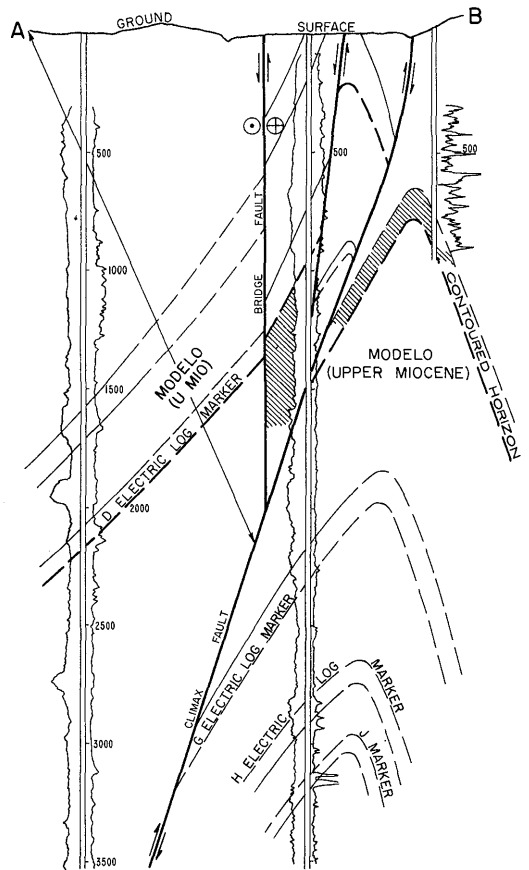 A
GROUND
SURFACE
B
500
500
500
FAULT
BRIDGE
1000
MODELO
(U MIO)
MODELO
(UPPER MIOCENE)
CONTOURED HORIZON
1500
D ELECTRIC LOG MARKER
2000
2500
FAULT
CLIMAX
G ELECTRIC LOG MARKER
H ELECTRIC LOG MARKER
J MARKER
3000
3500